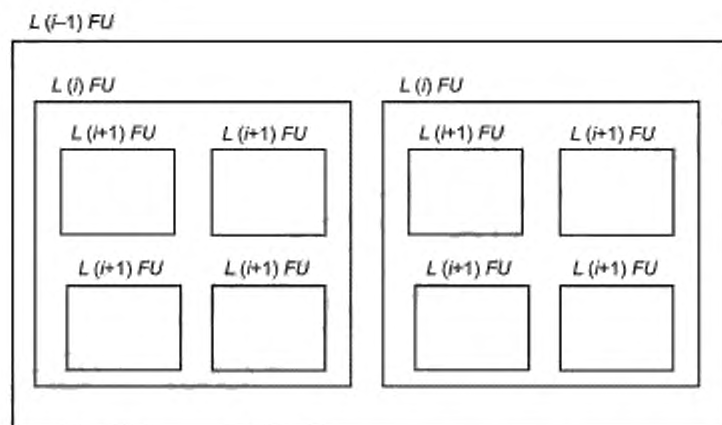 L (i–1) FU
L (i) FU L (i) FU
L (i+1) FU L (i+1) FU L (i+1) FU L (i+1) FU
L (i+1) FU L (i+1) FU L (i+1) FU L (i+1) FU